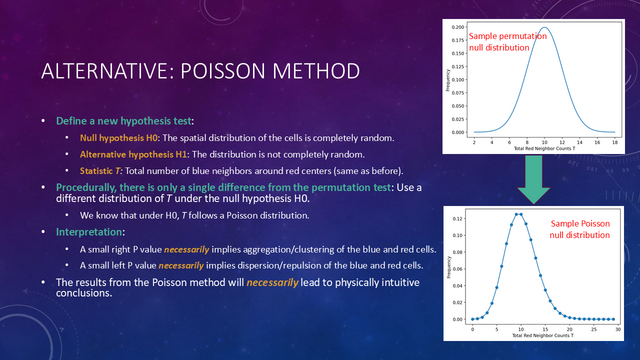 ALTERNATIVE: POISSON METHOD
• Define a new hypothesis test:
• Null hypothesis H0: The spatial distribution of the cells is completely random.
• Alternative hypothesis H1: The distribution is not completely random.
• Statistic T: Total number of blue neighbors around red centers (same as before).
• Procedurally, there is only a single difference from the permutation test: Use a
different distribution of T under the null hypothesis H0.
• We know that under H0, T follows a Poisson distribution.
• Interpretation:
• A small right P value necessarily implies aggregation/clustering of the blue and red cells.
• A small left P value necessarily implies dispersion/repulsion of the blue and red cells.
• The results from the Poisson method will necessarily lead to physically intuitive
conclusions.
Sample permutation
null distribution
Frequency
0.200
0.175
0.150
0.125
0.100
0.075
0.050
0.025
0.000
2 4 6 8 10 12 14 16 18
Total Red Neighbor Counts T
Sample Poisson
null distribution
Frequency
0.12
0.10
0.08
0.06
0.04
0.02
0.00
0 5 10 15 20 25 30
Total Red Neighbor Counts T